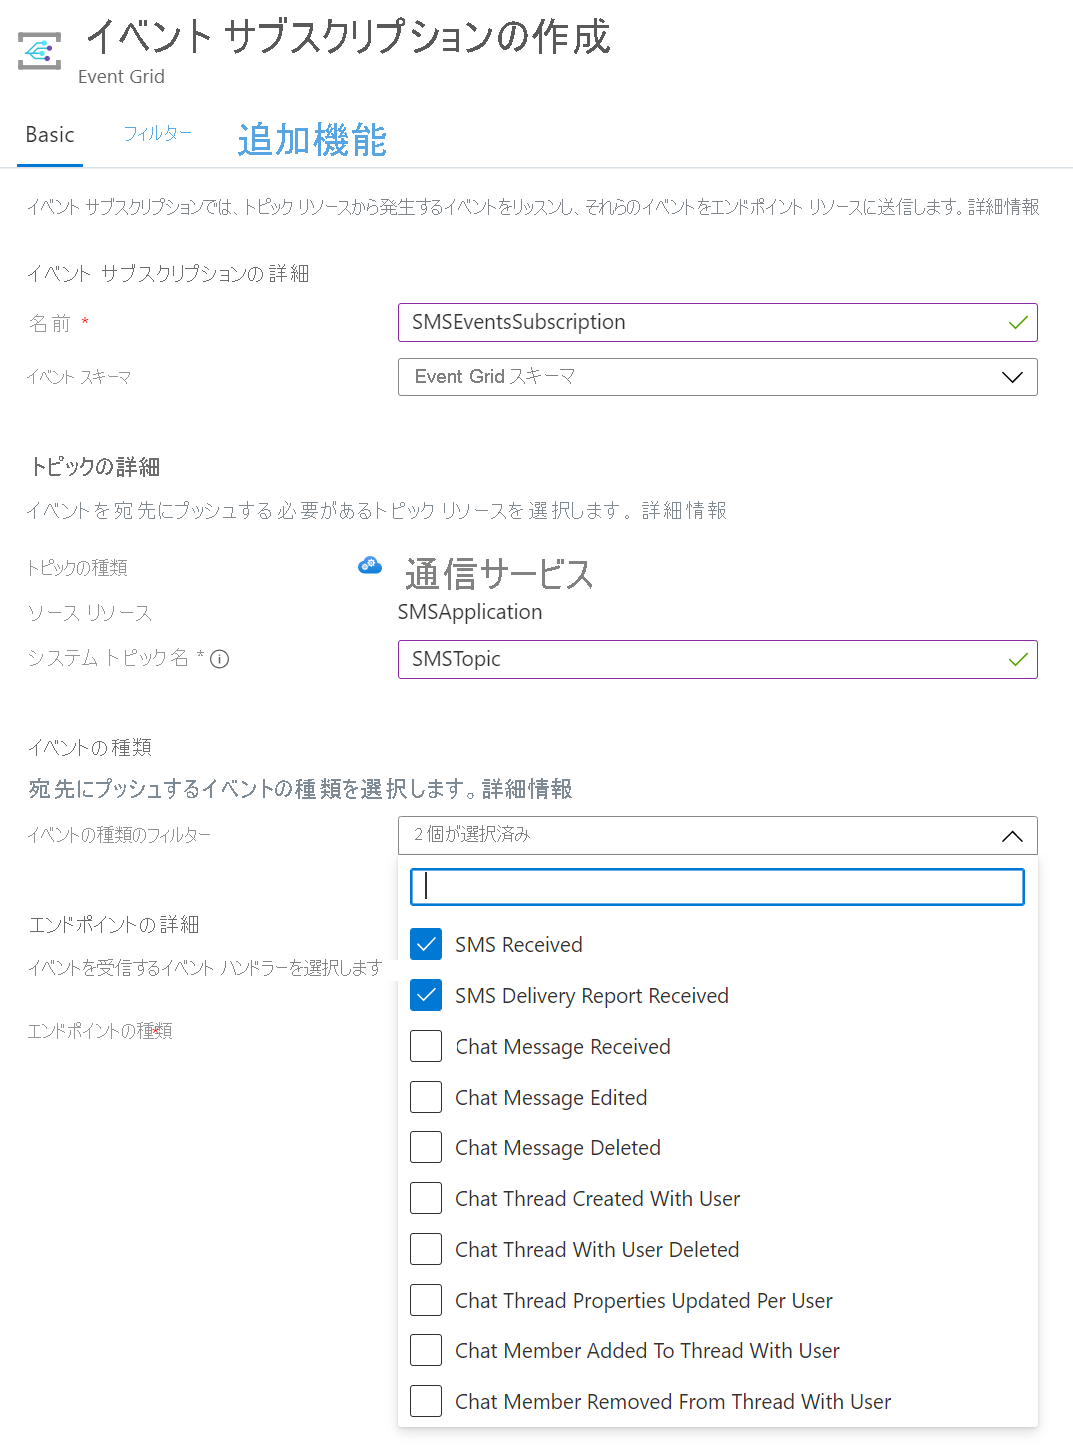 イベント サブスクリプションの作成
Event Grid
Basic フィルター 追加機能
イベント サブスクリプションでは、トピック リソースから発生するイベントをリッスンし、それらのイベントをエンドポイント リソースに送信します。詳細情報
イベント サブスクリプションの詳細
名前 * SMSEventsSubscription
イベント スキーマ Event Grid スキーマ
トピックの詳細
イベントを宛先にプッシュする必要があるトピック リソースを選択します。詳細情報
トピックの種類 通信サービス
ソース リソース SMSApplication
システム トピック名 * SMSTopic
イベントの種類
宛先にプッシュするイベントの種類を選択します。詳細情報
イベントの種類のフィルター 2 個が選択済み
エンドポイントの詳細
イベントを受信するイベント ハンドラーを選択します
エンドポイントの種類 *
SMS Received
SMS Delivery Report Received
Chat Message Received
Chat Message Edited
Chat Message Deleted
Chat Thread Created With User
Chat Thread With User Deleted
Chat Thread Properties Updated Per User
Chat Member Added To Thread With User
Chat Member Removed From Thread With User